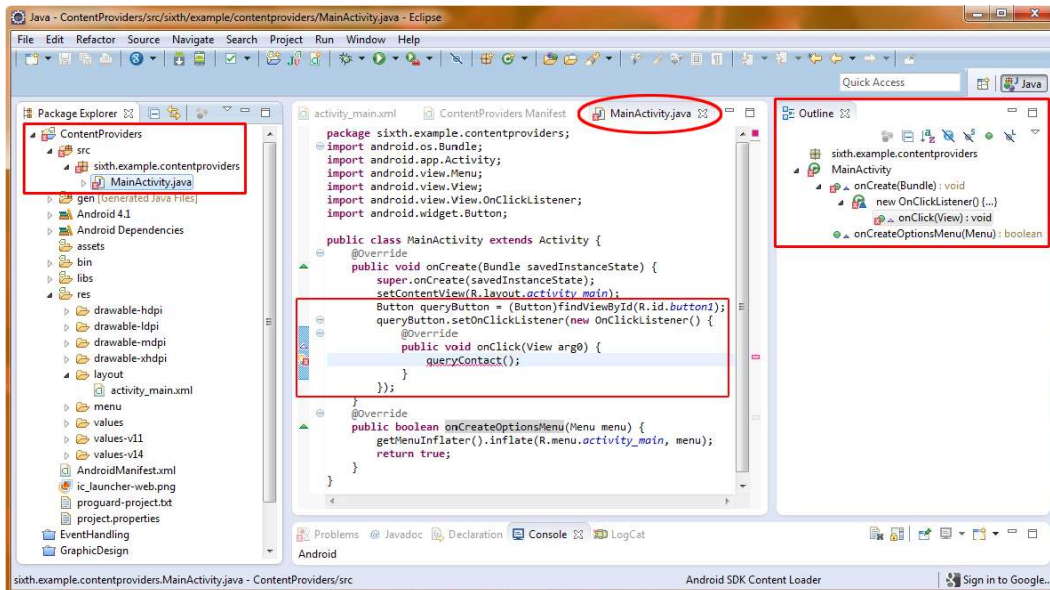 Java - ContentProviders/src/sixth/example/contentproviders/MainActivity.java - Eclipse
File Edit Refactor Source Navigate Search Project Run Window Help
Quick Access
Java
Package Explorer
ContentProviders
src
sixth.example.contentproviders
MainActivity.java
gen [Generated Java Files]
Android 4.1
Android Dependencies
assets
bin
libs
res
drawable-hdpi
drawable-ldpi
drawable-mdpi
drawable-xhdpi
layout
activity_main.xml
menu
values
values-v11
values-v14
AndroidManifest.xml
ic_launcher-web.png
proguard-project.txt
project.properties
EventHandling
GraphicDesign
activity_main.xml ContentProviders Manifest MainActivity.java
package sixth.example.contentproviders;
import android.os.Bundle;
import android.app.Activity;
import android.view.Menu;
import android.view.View;
import android.view.View.OnClickListener;
import android.widget.Button;
public class MainActivity extends Activity {
@Override
public void onCreate(Bundle savedInstanceState) {
super.onCreate(savedInstanceState);
setContentView(R.layout.activity_main);
Button queryButton = (Button)findViewById(R.id.button1);
queryButton.setOnClickListener(new OnClickListener() {
@Override
public void onClick(View arg0) {
queryContact();
}
});
}
@Override
public boolean onCreateOptionsMenu(Menu menu) {
getMenuInflater().inflate(R.menu.activity_main, menu);
return true;
}
}
Outline
sixth.example.contentproviders
MainActivity
onCreate(Bundle) : void
new OnClickListener() {...}
onClick(View) : void
onCreateOptionsMenu(Menu) : boolean
Problems @ Javadoc Declaration Console LogCat
Android
sixth.example.contentproviders.MainActivity.java - ContentProviders/src
Android SDK Content Loader
Sign in to Google...